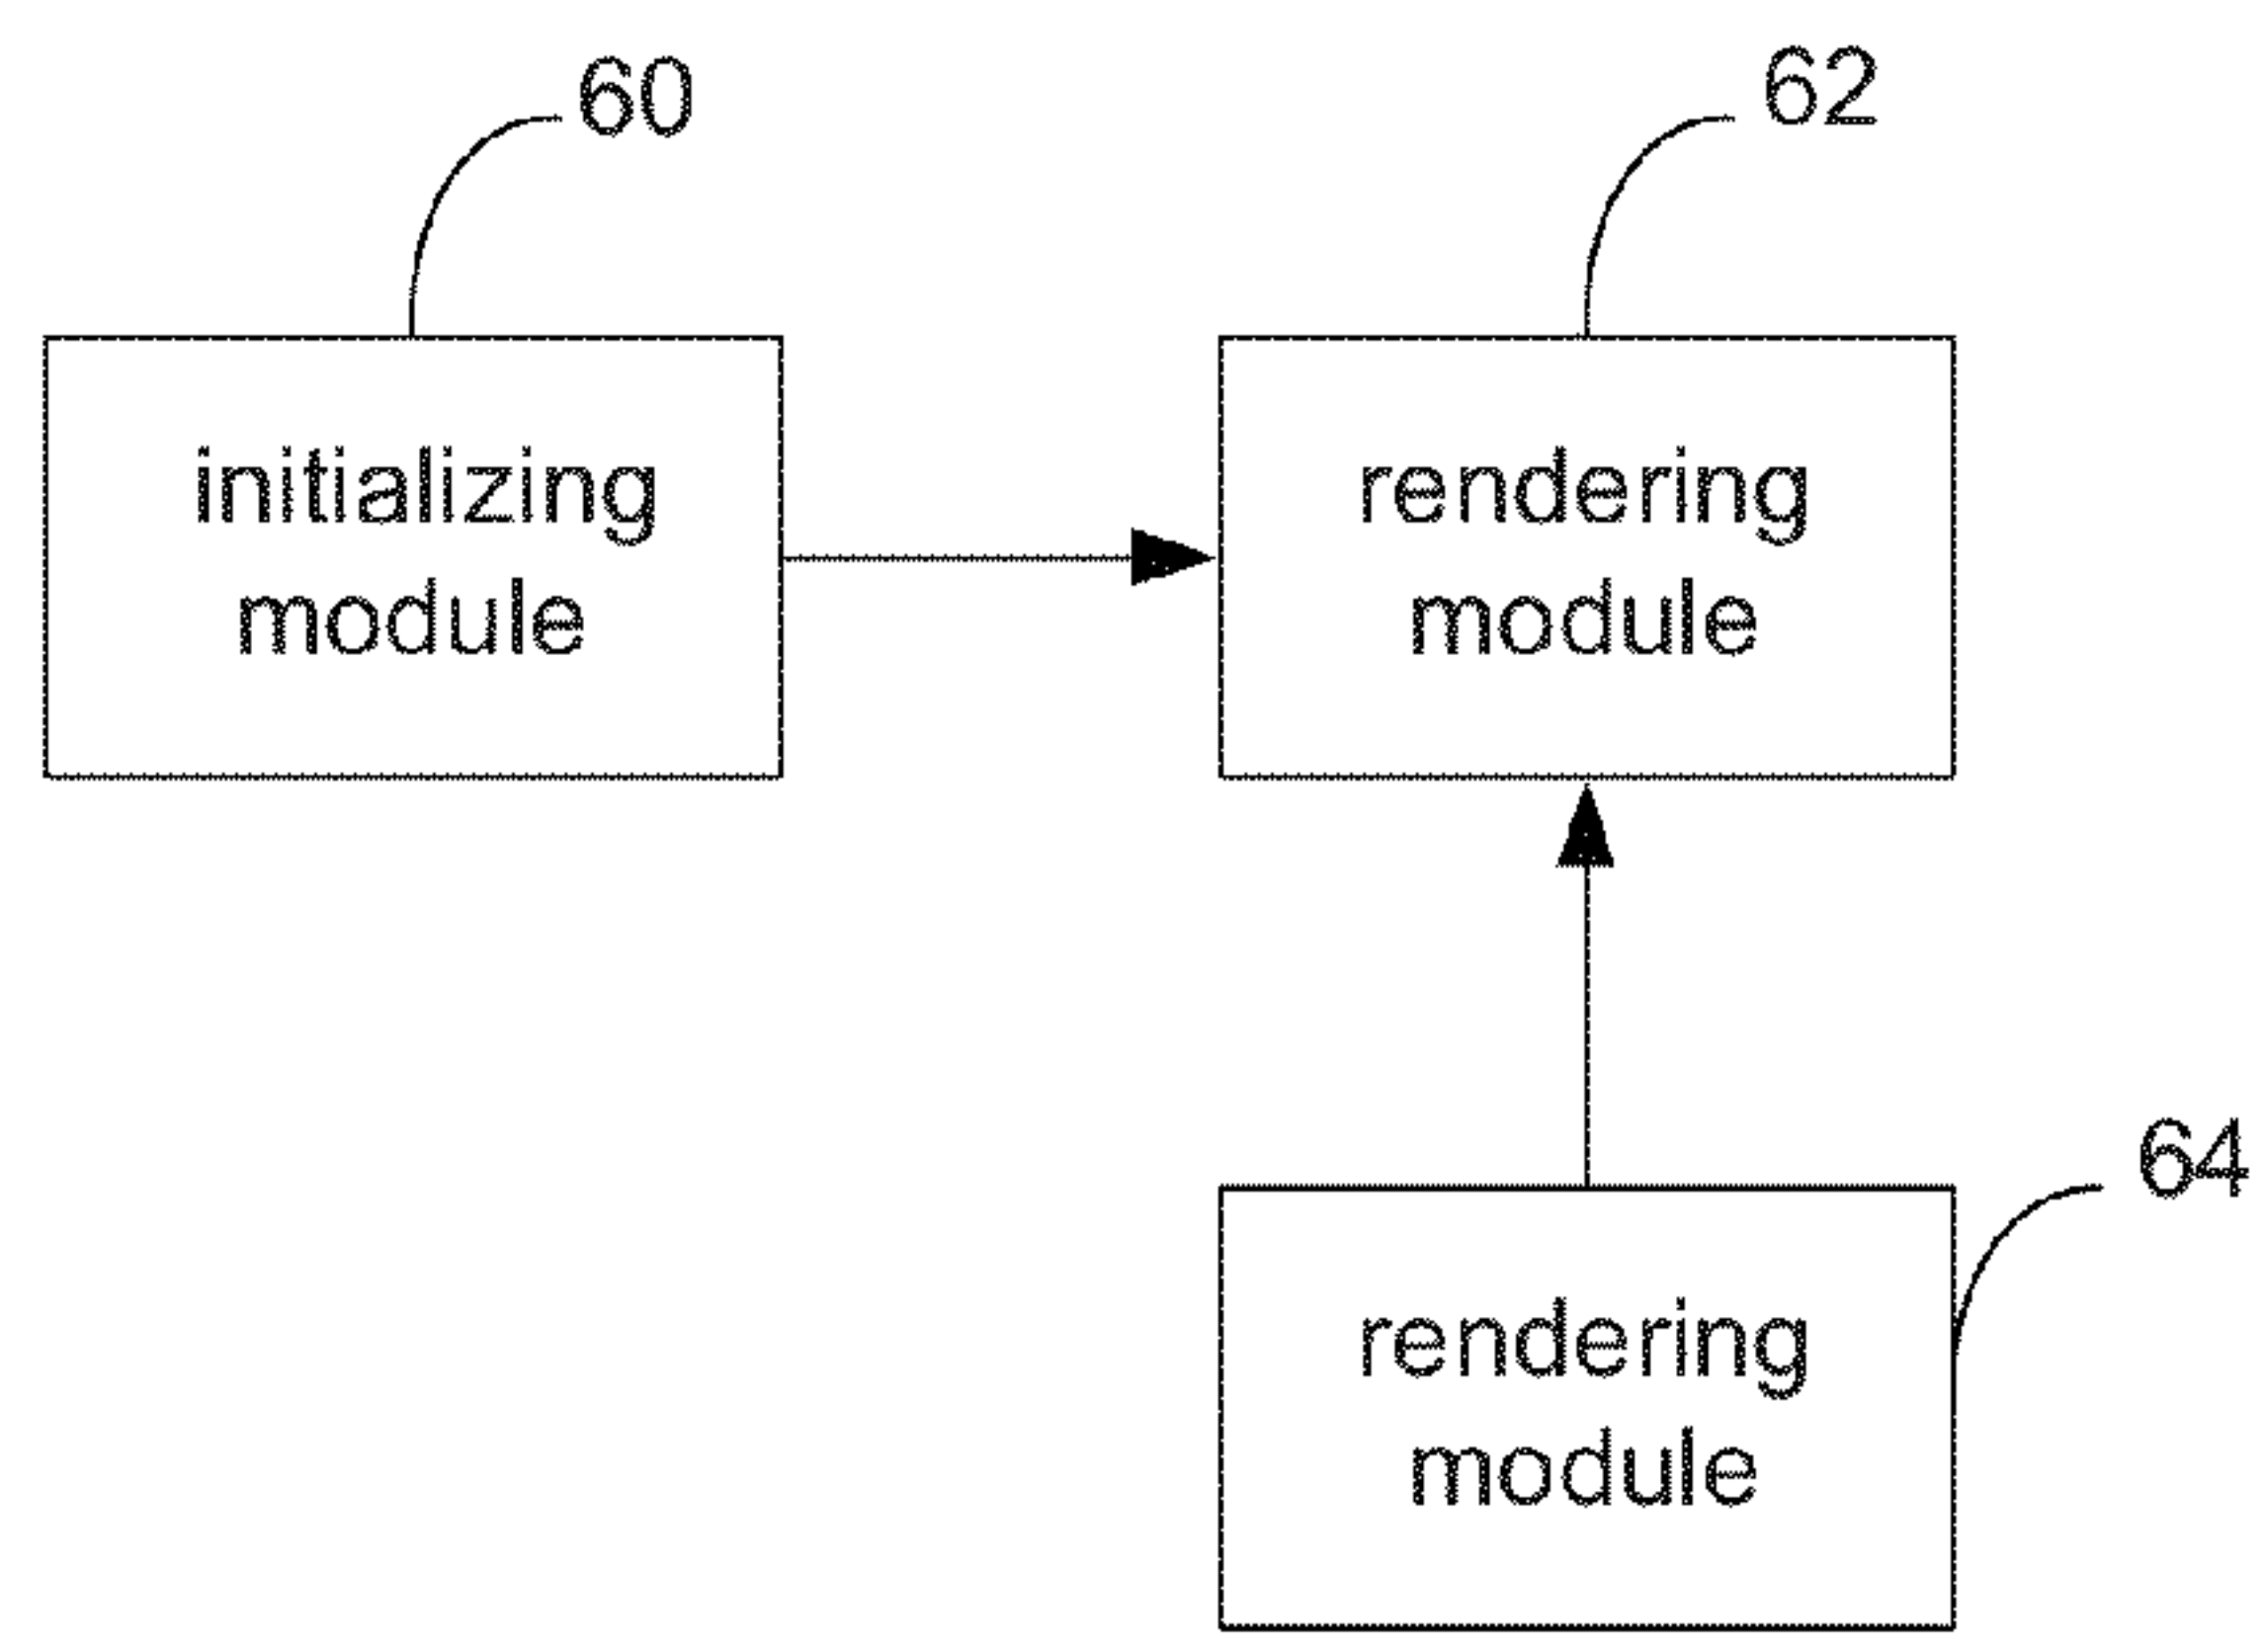 60
62
initializing
module
rendering
module
64
rendering
module